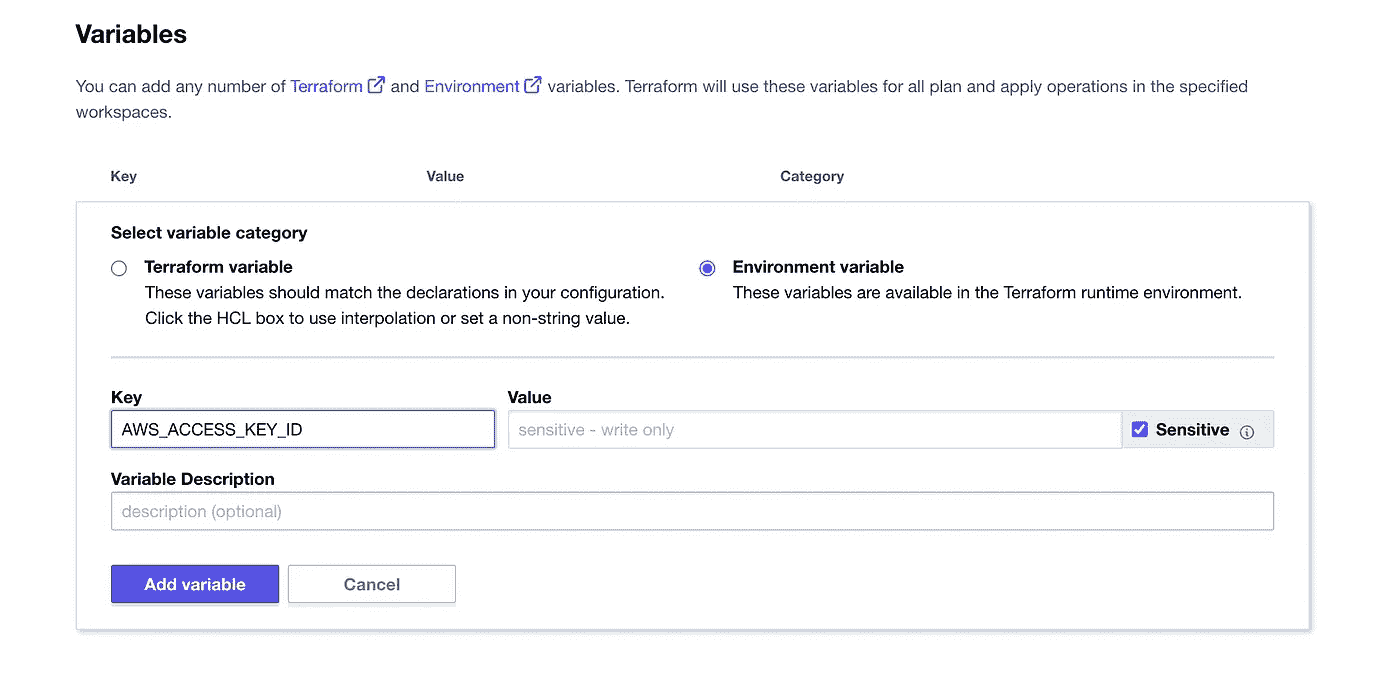 Variables
You can add any number of Terraform and Environment variables. Terraform will use these variables for all plan and apply operations in the specified
workspaces.
Key Value Category
Select variable category
Terraform variable
These variables should match the declarations in your configuration.
Click the HCL box to use interpolation or set a non-string value.
Environment variable
These variables are available in the Terraform runtime environment.
Key
AWS_ACCESS_KEY_ID
Value
sensitive - write only
Sensitive
Variable Description
description (optional)
Add variable
Cancel